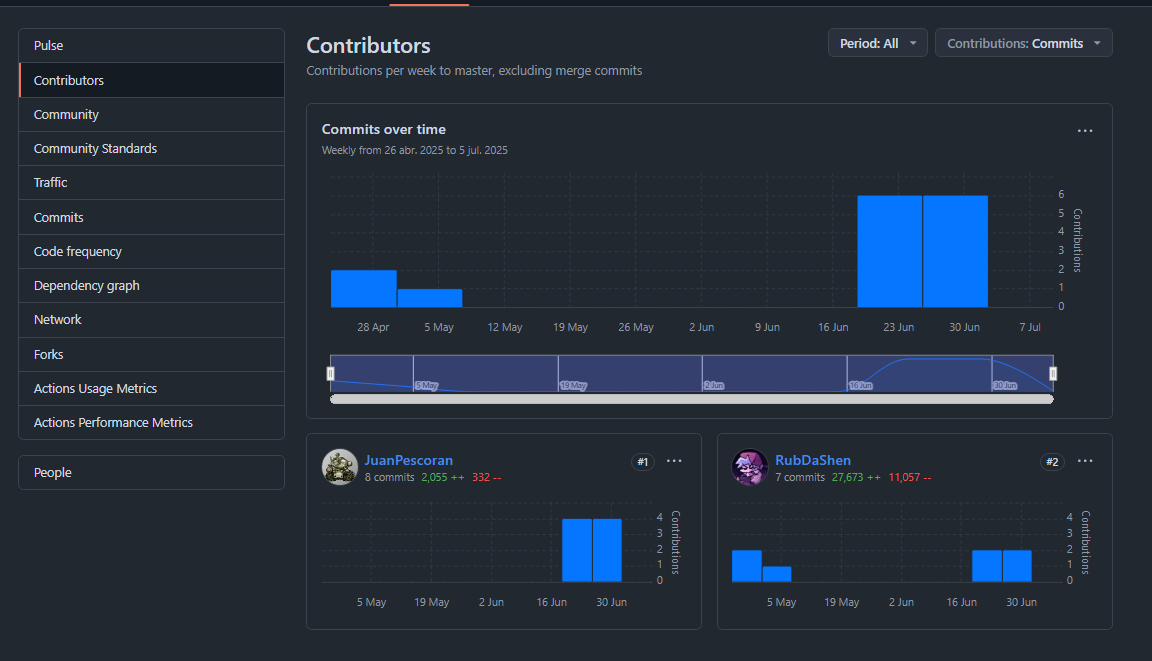 Pulse
Contributors
Community
Community Standards
Traffic
Commits
Code frequency
Dependency graph
Network
Forks
Actions Usage Metrics
Actions Performance Metrics
People
Contributors
Contributions per week to master, excluding merge commits
Period: All
Contributions: Commits
Commits over time
Weekly from 26 abr. 2025 to 5 jul. 2025
6
5
4
3
2
1
0
Contributions
28 Apr 5 May 12 May 19 May 26 May 2 Jun 9 Jun 16 Jun 23 Jun 30 Jun 7 Jul
5 May 19 May 2 Jun 16 Jun 30 Jun
JuanPescoran #1
8 commits 2,055 ++ 332 --
4
3
2
1
0
Contributions
5 May 19 May 2 Jun 16 Jun 30 Jun
RubDaShen #2
7 commits 27,673 ++ 11,057 --
4
3
2
1
0
Contributions
5 May 19 May 2 Jun 16 Jun 30 Jun